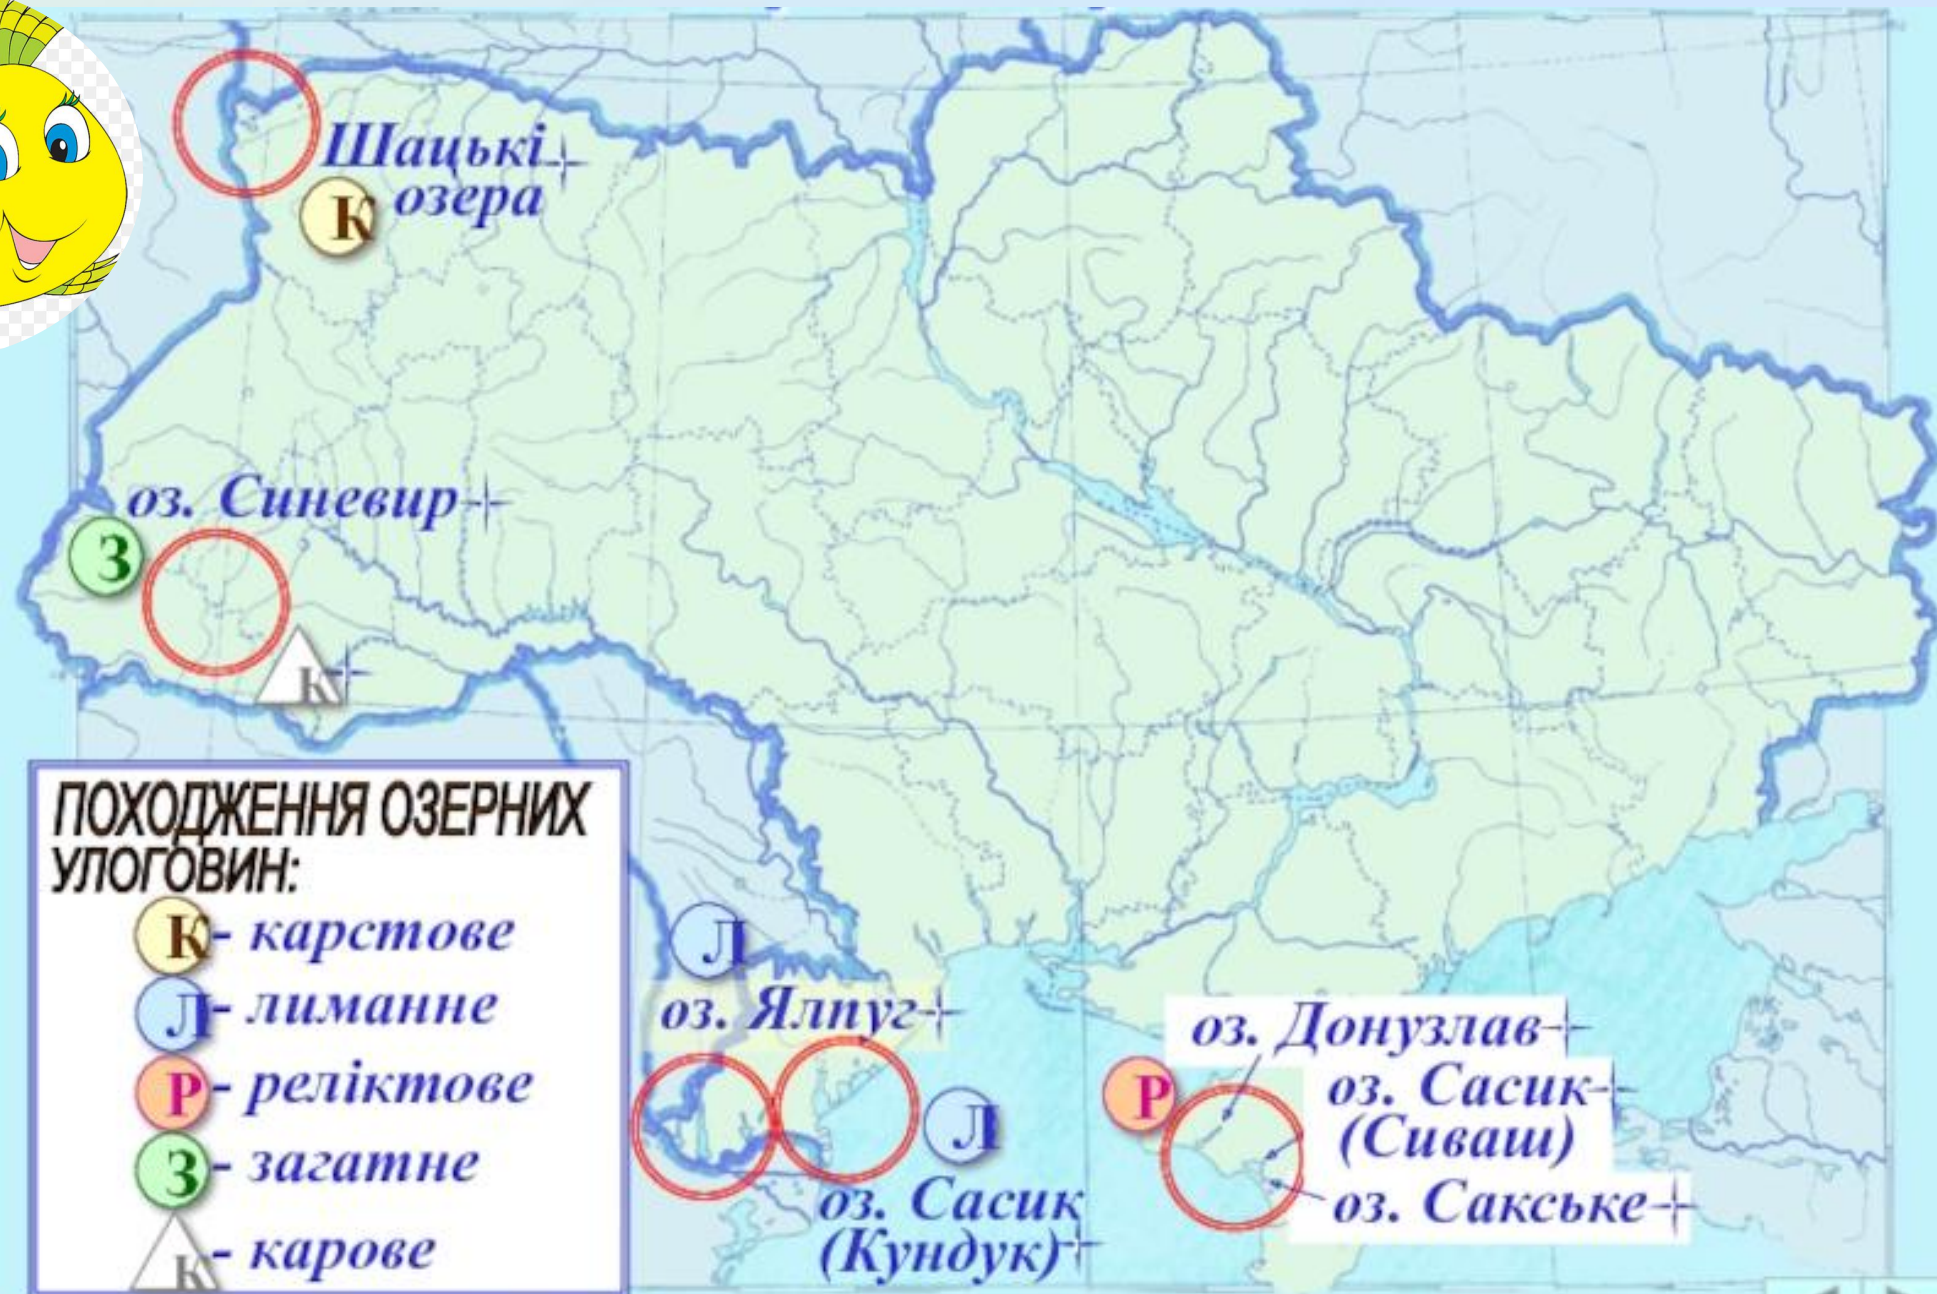 Шацькі
озера
К
оз. Синевир
З
К
ПОХОДЖЕННЯ ОЗЕРНИХ
УЛОГОВИН:
К - карстове
Л - лиманне
Р - реліктове
З - загатне
К - карове
Л
оз. Ялпуг
Л
оз. Сасик
(Кундук)
Р
оз. Донузлав
оз. Сасик
(Сиваш)
оз. Сакське